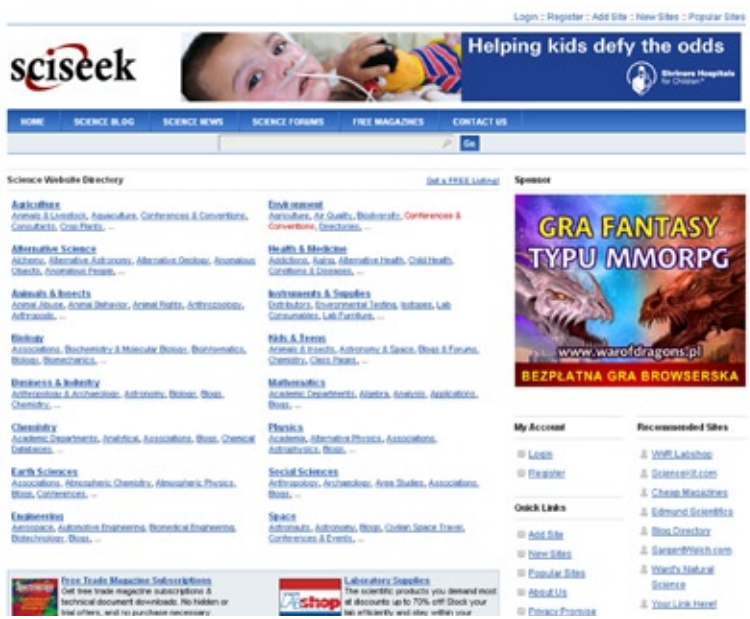 Login :: Register :: Add Site :: New Sites :: Popular Sites
sciseek
Helping kids defy the odds
Shriners Hospitals
for Children
HOME SCIENCE BLOG SCIENCE NEWS SCIENCE FORUMS FREE MAGAZINES CONTACT US
Go
Science Website Directory
Get a FREE Listing!
Agriculture
Animals & Livestock, Aquaculture, Conferences & Conventions,
Consultants, Crop Plants, ...
Alternative Science
Alchemy, Alternative Astronomy, Alternative Geology, Anomalous
Objects, Anomalous People, ...
Animals & Insects
Animal Abuse, Animal Behavior, Animal Rights, Arthropology,
Arthropods, ...
Biology
Associations, Biochemistry & Molecular Biology, Bioinformatics,
Biology, Biomechanics, ...
Business & Industry
Anthropology & Archaeology, Astronomy, Biology, Blogs,
Chemistry, ...
Chemistry
Academic Departments, Analytical, Associations, Blogs, Chemical
Databases, ...
Earth Sciences
Associations, Atmospheric Chemistry, Atmospheric Physics,
Blogs, Conferences, ...
Engineering
Aerospace, Automotive Engineering, Biomedical Engineering,
Biotechnology, Blogs, ...
Environment
Agriculture, Air Quality, Biodiversity, Conferences &
Conventions, Directories, ...
Health & Medicine
Addictions, Aging, Alternative Health, Child Health,
Conditions & Diseases, ...
Instruments & Supplies
Distributors, Environmental Testing, Isotopes, Lab
Consumables, Lab Furniture, ...
Kids & Teens
Animals & Insects, Astronomy & Space, Blogs & Forums,
Chemistry, Class Pages, ...
Mathematics
Academic Departments, Algebra, Analysis, Applications,
Blogs, ...
Physics
Academia, Alternative Physics, Associations,
Astrophysics, Blogs, ...
Social Sciences
Anthropology, Archaeology, Area Studies, Associations,
Blogs, ...
Space
Astronauts, Astronomy, Blogs, Civilian Space Travel,
Conferences & Events, ...
Free Trade Magazine Subscriptions
Get free trade magazine subscriptions &
technical document downloads. No hidden or
trial offers, and no purchase necessary.
shop
Laboratory Supplies
The scientific products you demand most
at discounts up to 70% off! Stock your
lab efficiently and stay within your
Sponsor
GRA FANTASY
TYPU MMORPG
www.warofdragons.pl
BEZPŁATNA GRA BROWSERSKA
My Account
Login
Register
Quick Links
Add Site
New Sites
Popular Sites
About Us
Privacy Promise
Recommended Sites
VWR Labshop
ScienceKit.com
Cheap Magazines
Edmund Scientifics
Blog Directory
SargentWelch.com
Ward's Natural
Science
Your Link Here!